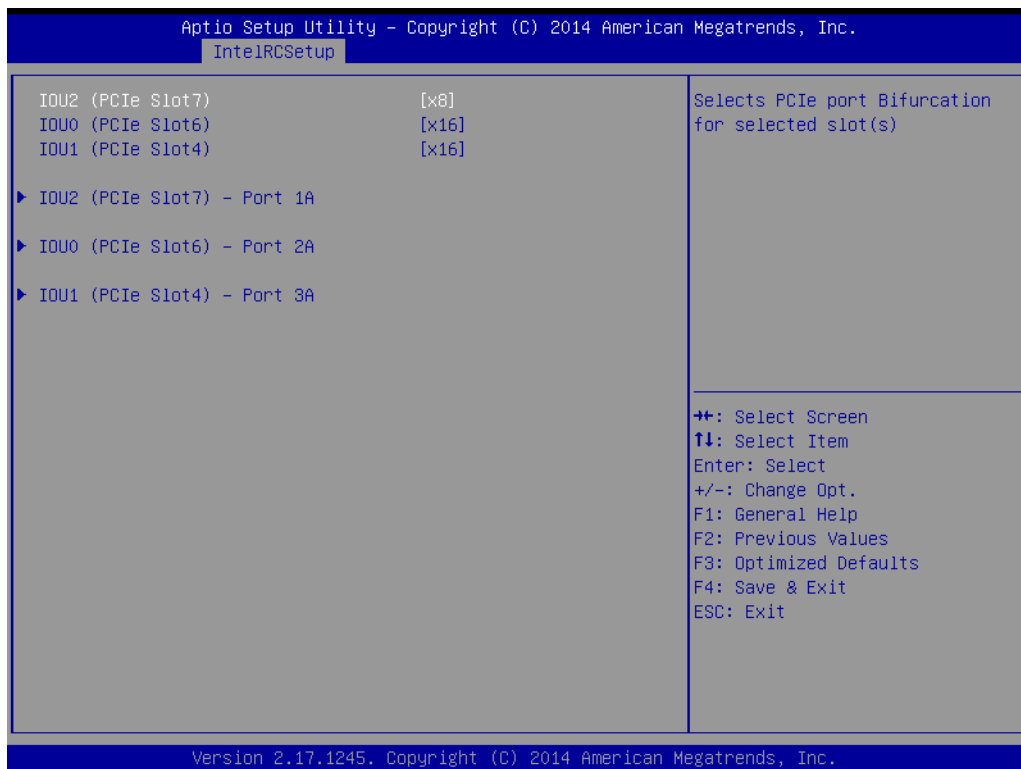 Aptio Setup Utility – Copyright (C) 2014 American Megatrends, Inc.
IntelRCSetup
IOU2 (PCIe Slot7) [x8]
IOU0 (PCIe Slot6) [x16]
IOU1 (PCIe Slot4) [x16]
▶ IOU2 (PCIe Slot7) – Port 1A
▶ IOU0 (PCIe Slot6) – Port 2A
▶ IOU1 (PCIe Slot4) – Port 3A
Selects PCIe port Bifurcation
for selected slot(s)
→←: Select Screen
↑↓: Select Item
Enter: Select
+/-: Change Opt.
F1: General Help
F2: Previous Values
F3: Optimized Defaults
F4: Save & Exit
ESC: Exit
Version 2.17.1245. Copyright (C) 2014 American Megatrends, Inc.